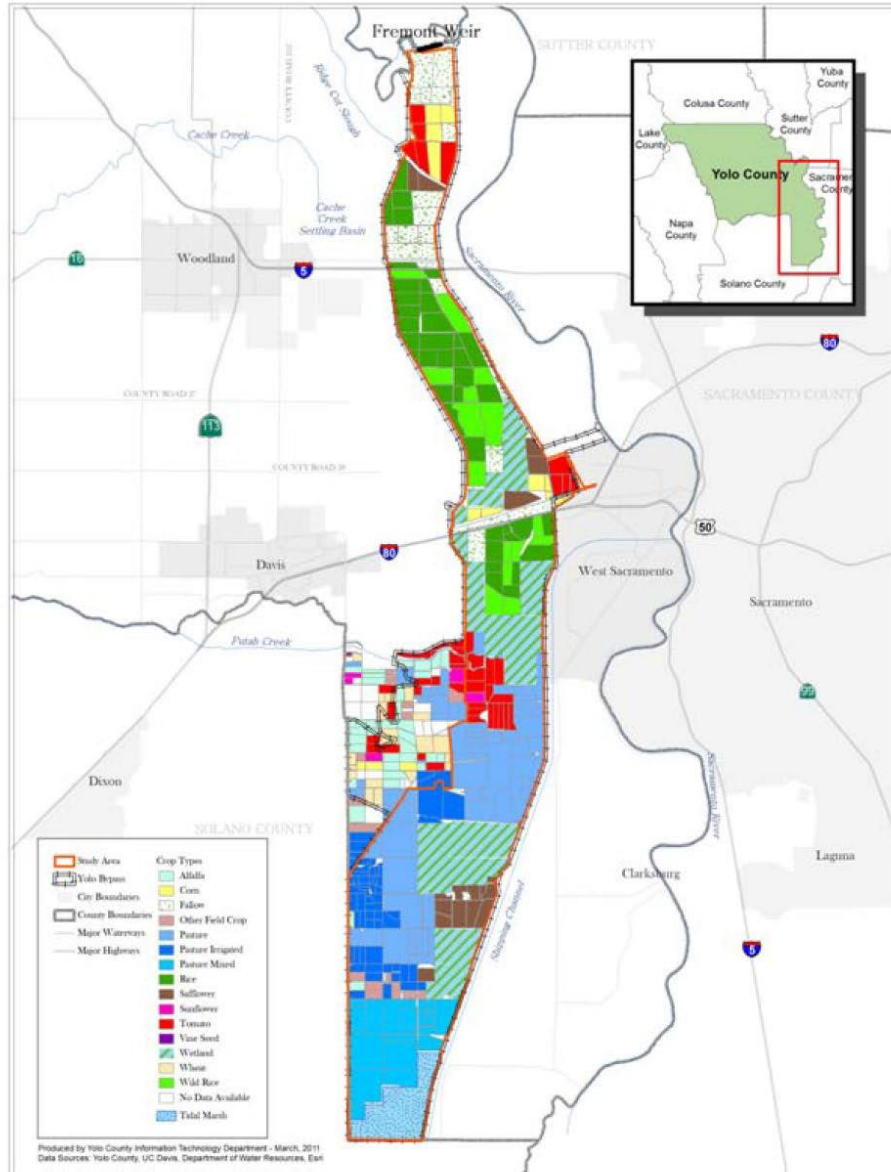 Fremont Weir
SUTTER COUNTY
Ridge Cut Slough
Cache Creek
Cache
Creek
Settling Basin
Woodland
16
5
Sacramento River
Colusa County
Yuba
County
Sutter
County
Lake
County
Yolo County
Napa
County
Solano County
80
SACRAMENTO COUNTY
COUNTY ROAD 27
113
COUNTY ROAD 29
Davis
80
50
West Sacramento
Sacramento
Putah Creek
99
Dixon
SOLANO COUNTY
Sacramento River
Laguna
Clarksburg
Shipping Channel
5
Study Area
Yolo Bypass
City Boundaries
County Boundaries
Major Waterways
Major Highways
Crop Types
Alfalfa
Corn
Fallow
Other Field Crop
Pasture
Pasture Irrigated
Pasture Mixed
Rice
Safflower
Sunflower
Tomato
Vine Seed
Wetland
Wheat
Wild Rice
No Data Available
Tidal Marsh
Produced by Yolo County Information Technology Department - March, 2011
Data Sources: Yolo County, UC Davis, Department of Water Resources, Esri